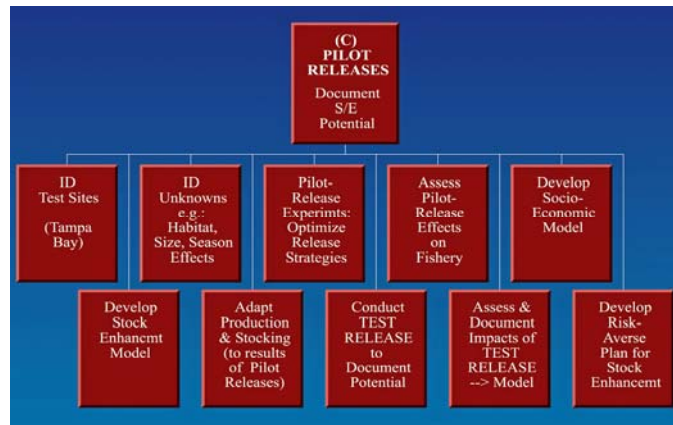 (C)
PILOT
RELEASES
Document
S/E
Potential
ID
Test Sites
(Tampa
Bay)
ID
Unknowns
e.g.:
Habitat,
Size, Season
Effects
Pilot-
Release
Experimts:
Optimize
Release
Strategies
Assess
Pilot-
Release
Effects
on
Fishery
Develop
Socio-
Economic
Model
Develop
Stock
Enhancmt
Model
Adapt
Production
& Stocking
(to results
of Pilot
Releases)
Conduct
TEST
RELEASE
to
Document
Potential
Assess &
Document
Impacts of
TEST
RELEASE
--> Model
Develop
Risk-
Averse
Plan for
Stock
Enhancemt